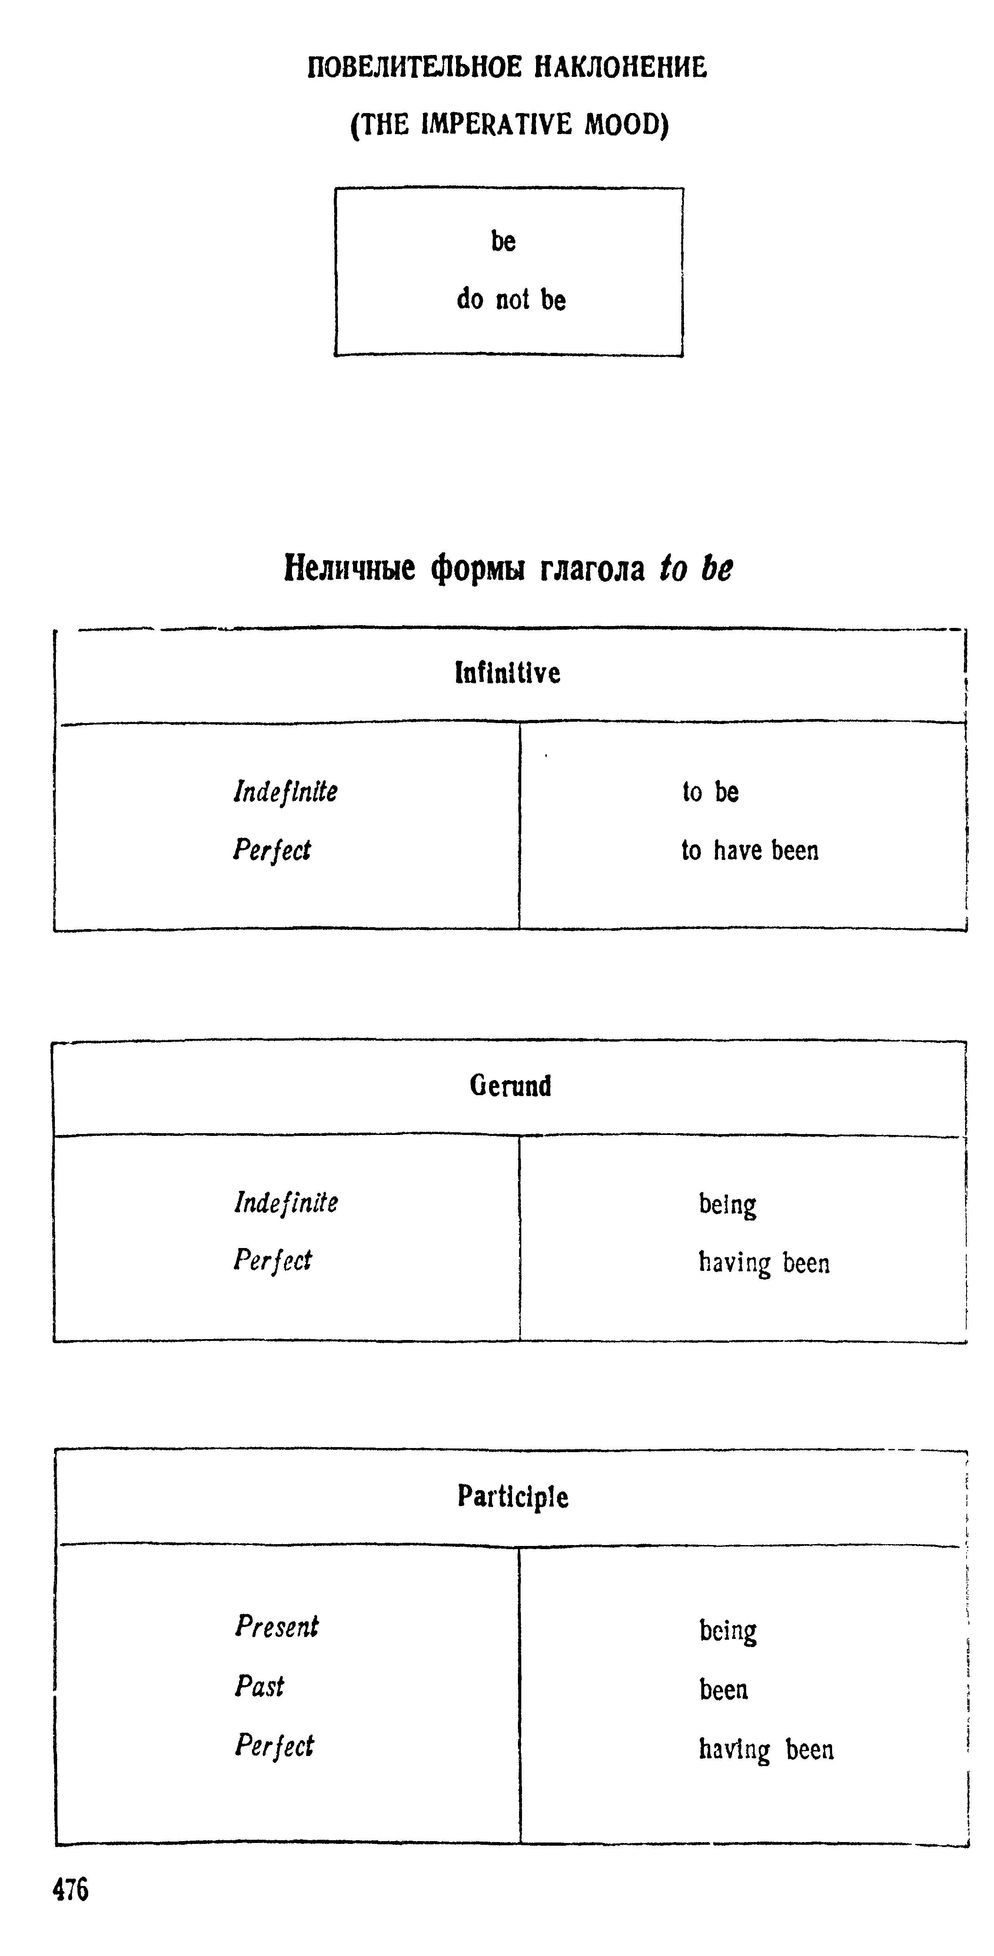 ПОВЕЛИТЕЛЬНОЕ НАКЛОНЕНИЕ
(THE IMPERATIVE MOOD)
be
do not be
Неличные формы глагола to be
Infinitive
Indefinite to be
Perfect to have been
Gerund
Indefinite being
Perfect having been
Participle
Present being
Past been
Perfect having been
476